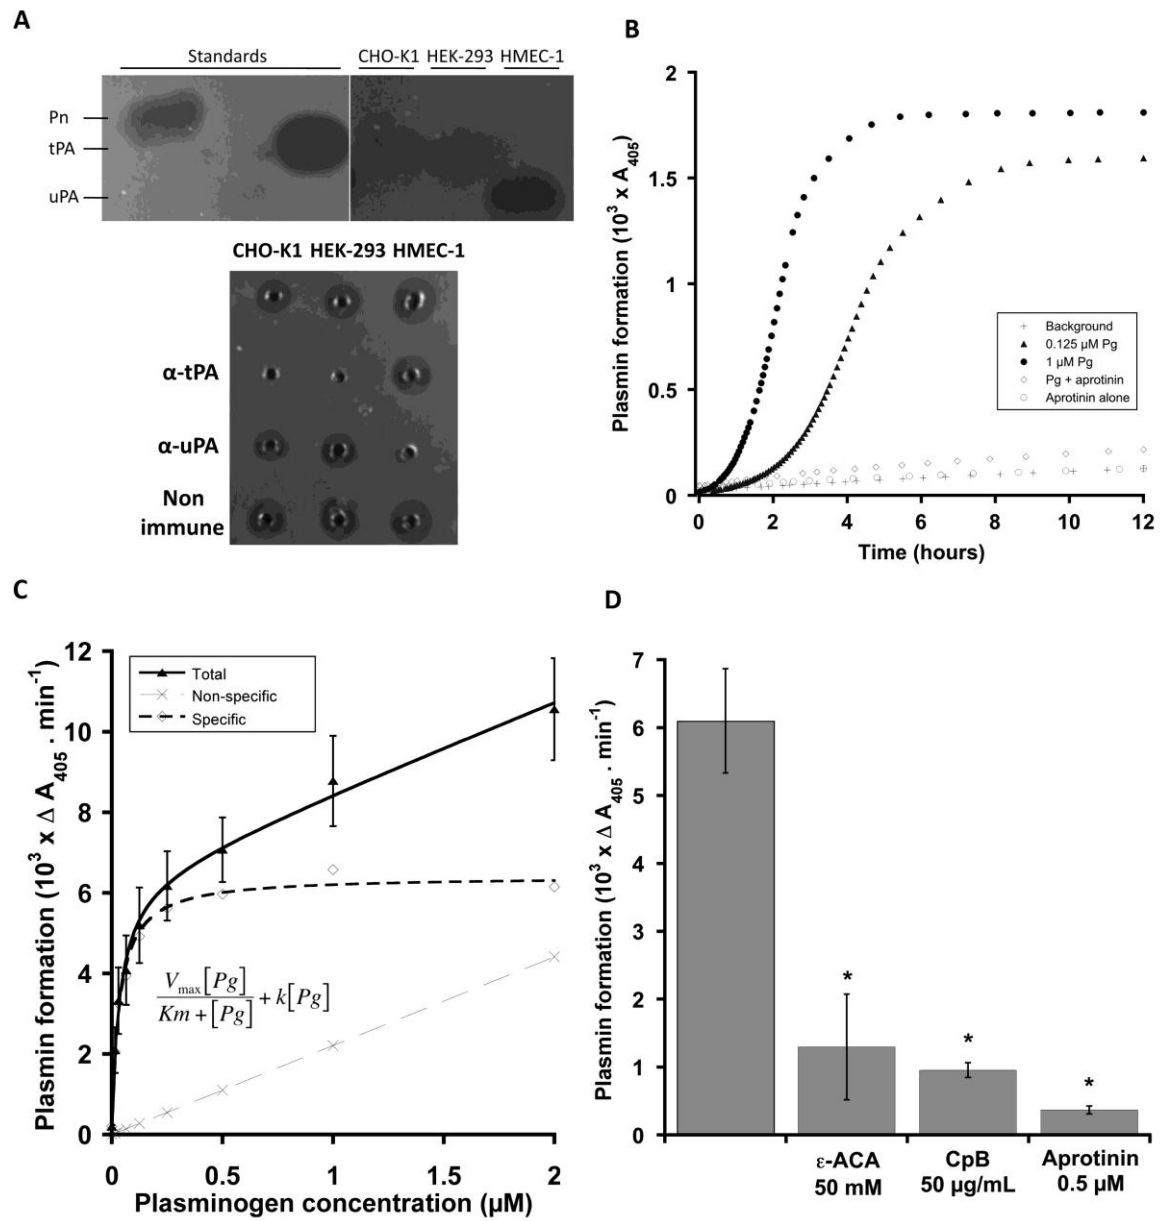 A
Standards
CHO-K1 HEK-293 HMEC-1
Pn
tPA
uPA
CHO-K1 HEK-293 HMEC-1
α-tPA
α-uPA
Non
immune
B
Plasmin formation (10³ x A₄₀₅)
2
1.5
1
0.5
0
Background
0.125 µM Pg
1 µM Pg
Pg + aprotinin
Aprotinin alone
0 2 4 6 8 10 12
Time (hours)
C
Plasmin formation (10³ x Δ A₄₀₅ . min⁻¹)
12
10
8
6
4
2
0
Total
Non-specific
Specific
Vmax[Pg]
Km + [Pg] + k[Pg]
0 0.5 1 1.5 2
Plasminogen concentration (µM)
D
Plasmin formation (10³ x Δ A₄₀₅ . min⁻¹)
7
6
5
4
3
2
1
0
*
*
*
ε-ACA CpB Aprotinin
50 mM 50 µg/mL 0.5 µM